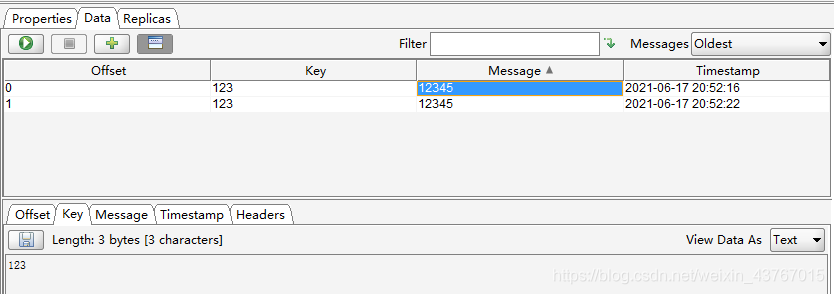 Properties Data Replicas
Filter Messages Oldest
Offset Key Message Timestamp
0 123 12345 2021-06-17 20:52:16
1 123 12345 2021-06-17 20:52:22
Offset Key Message Timestamp Headers
Length: 3 bytes [3 characters] View Data As Text
123
https://blog.csdn.net/weixin_43767015